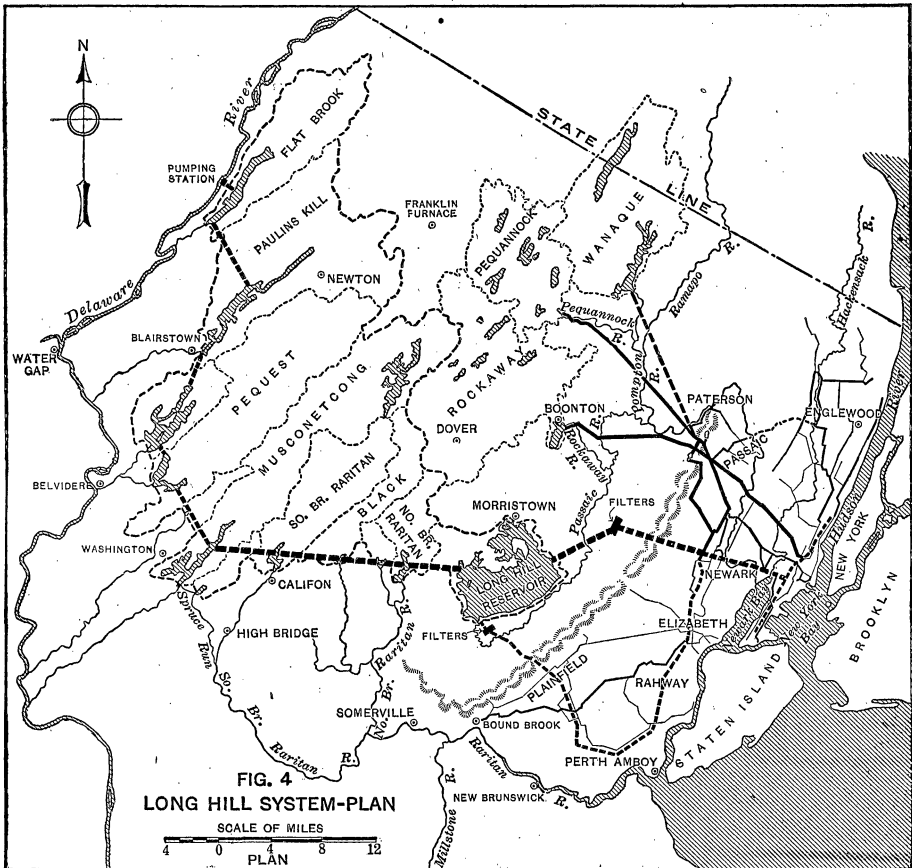 N
STATE LINE
River
FLAT BROOK
PUMPING
STATION
PAULINS KILL
FRANKLIN
FURNACE
PEQUANNOCK
WANAQUE
Ramapo R.
Hackensack R.
NEWTON
Delaware
WATER
GAP
BLAIRSTOWN
PEQUEST
MUSCONETCONG
ROCKAWAY
Pequannock
R.
Pompton R.
PATERSON
ENGLEWOOD
River
DOVER
BOONTON
Rockaway R.
PASSAIC
BELVIDERE
SO. BR. RARITAN
BLACK
NO. BR.
RARITAN
MORRISTOWN
Passaic
FILTERS
Hudson
NEW YORK
WASHINGTON
CALIFON
LONG HILL
RESERVOIR
NEWARK
Newark Bay
New York
Bay
BROOKLYN
Spruce Run
HIGH BRIDGE
FILTERS
ELIZABETH
So. Br. Raritan R.
No. Br. Raritan R.
PLAINFIELD
RAHWAY
SOMERVILLE
BOUND BROOK
STATEN ISLAND
PERTH AMBOY
Raritan R.
NEW BRUNSWICK
Millstone R.
FIG. 4
LONG HILL SYSTEM-PLAN
SCALE OF MILES
4 0 4 8 12
PLAN